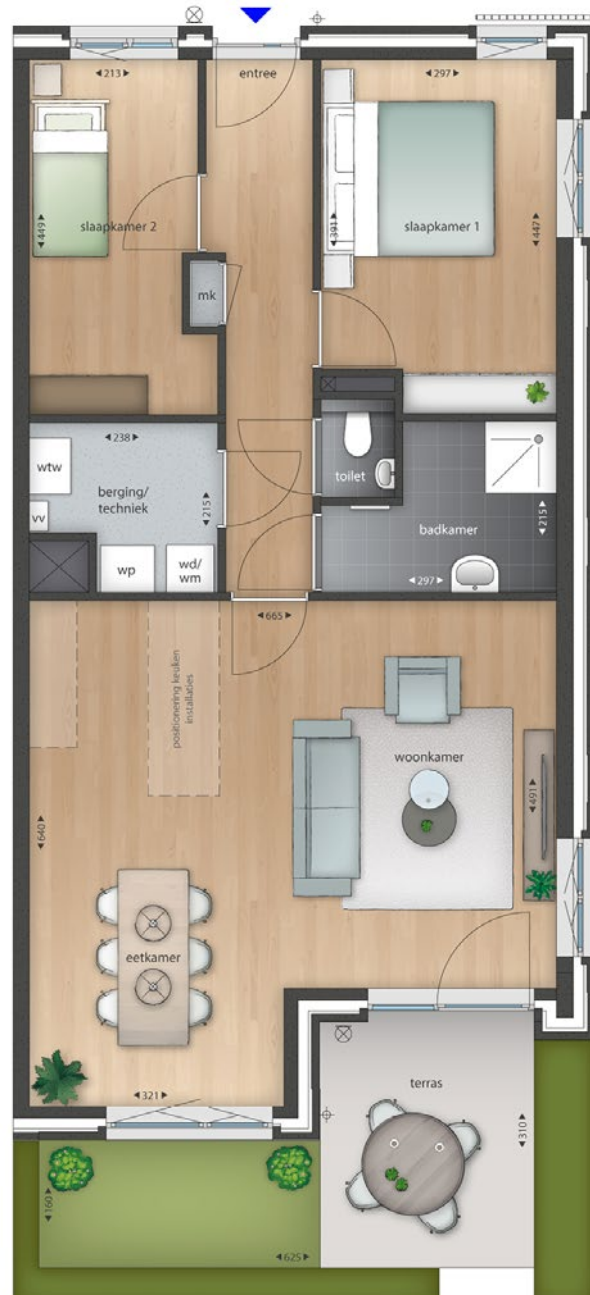 entree
213
297
slaapkamer 2
449
slaapkamer 1
391
447
mk
238
wtw
toilet
berging/
techniek
215
vv
badkamer
215
wp
wd/
wm
297
665
positionering keuken
installaties
woonkamer
491
640
eetkamer
terras
321
310
160
625